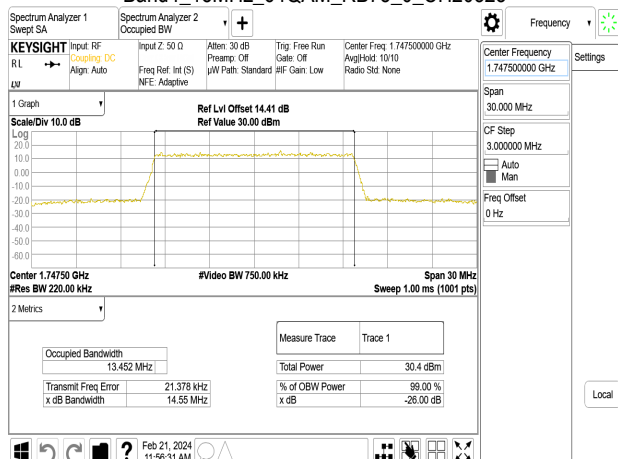 Spectrum Analyzer 1
Swept SA
Spectrum Analyzer 2
Occupied BW
+
Frequency
KEYSIGHT
RL
Input: RF
Coupling: DC
Align: Auto
Input Z: 50 Ω
Freq Ref: Int (S)
NFE: Adaptive
Atten: 30 dB
Preamp: Off
µW Path: Standard
Trig: Free Run
Gate: Off
#IF Gain: Low
Center Freq: 1.747500000 GHz
Avg|Hold: 10/10
Radio Std: None
Center Frequency
1.747500000 GHz
Settings
Span
30.000 MHz
CF Step
3.000000 MHz
Auto
Man
Freq Offset
0 Hz
Local
1 Graph
Scale/Div 10.0 dB
Ref Lvl Offset 14.41 dB
Ref Value 30.00 dBm
Log
20.0
10.0
0.00
-10.0
-20.0
-30.0
-40.0
-50.0
-60.0
Center 1.74750 GHz
#Res BW 220.00 kHz
#Video BW 750.00 kHz
Span 30 MHz
Sweep 1.00 ms (1001 pts)
2 Metrics
Measure Trace Trace 1
Occupied Bandwidth
13.452 MHz
Total Power 30.4 dBm
Transmit Freq Error 21.378 kHz
% of OBW Power 99.00 %
x dB Bandwidth 14.55 MHz
x dB -26.00 dB
?
Feb 21, 2024
11:56:31 AM